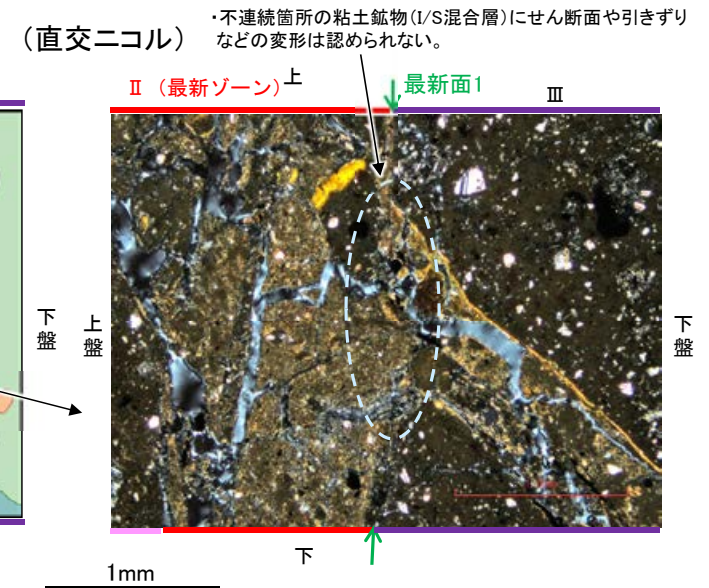 ・不連続箇所の粘土鉱物(I/S混合層)にせん断面や引きずり
などの変形は認められない。
(直交ニコル)
Ⅱ (最新ゾーン)
上
最新面1
Ⅲ
下盤
上盤
下盤
下
1mm